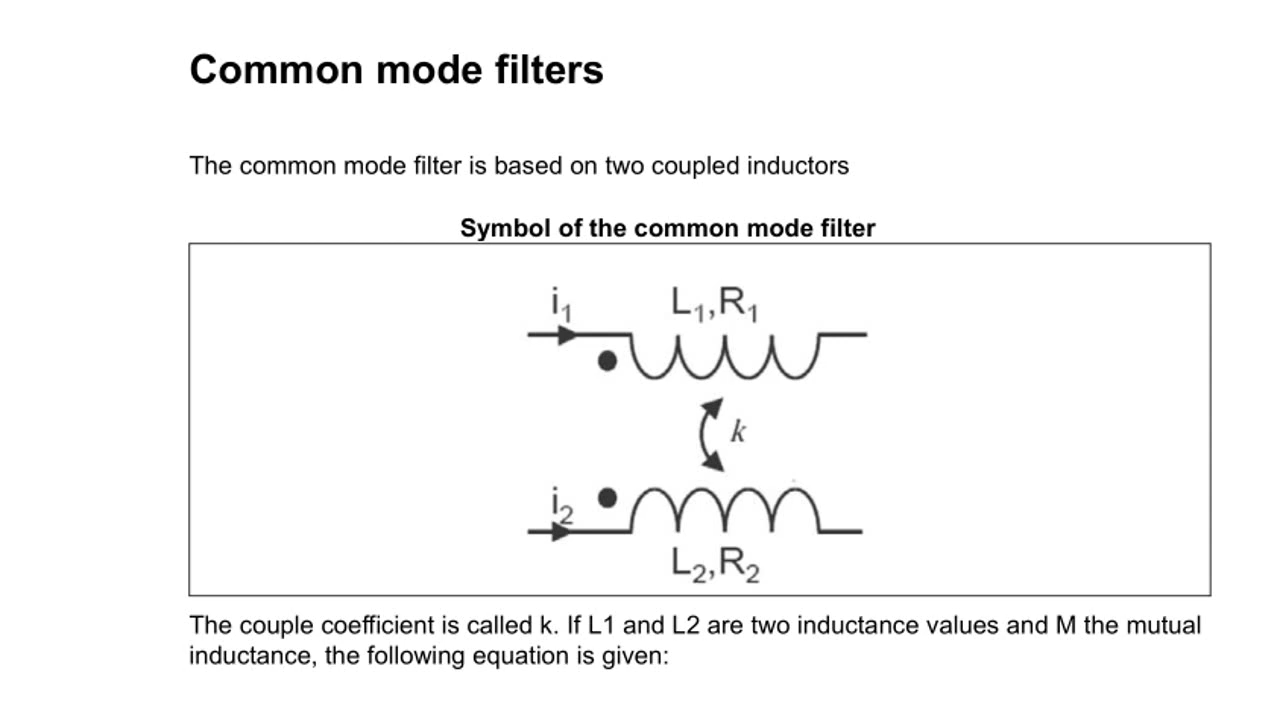 Common mode filters
The common mode filter is based on two coupled inductors
Symbol of the common mode filter
i1 L1,R1
k
i2
L2,R2
The couple coefficient is called k. If L1 and L2 are two inductance values and M the mutual
inductance, the following equation is given: